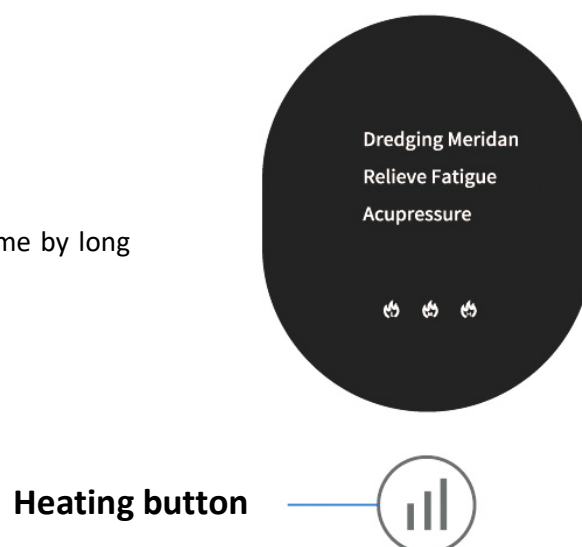 Dredging Meridan
Relieve Fatigue
Acupressure
me by long
Heating button